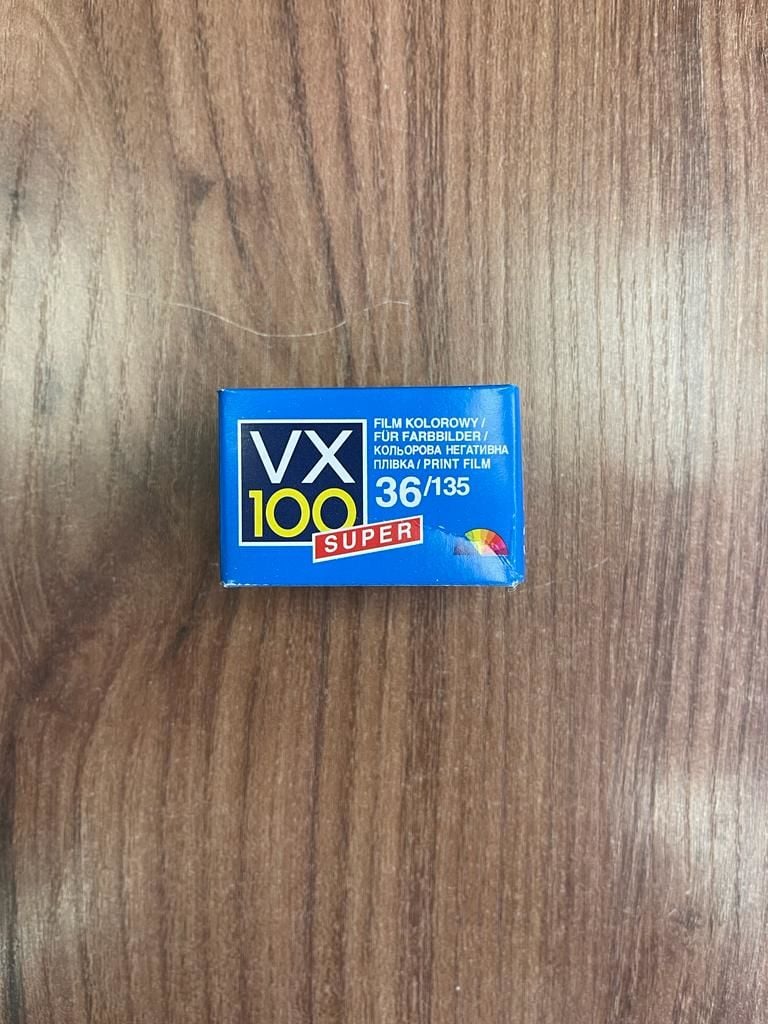 VX
100
SUPER
FILM KOLOROWY /
FÜR FARBBILDER /
КОЛЬОРОВА НЕГАТИВНА
ПЛІВКА / PRINT FILM
36/135